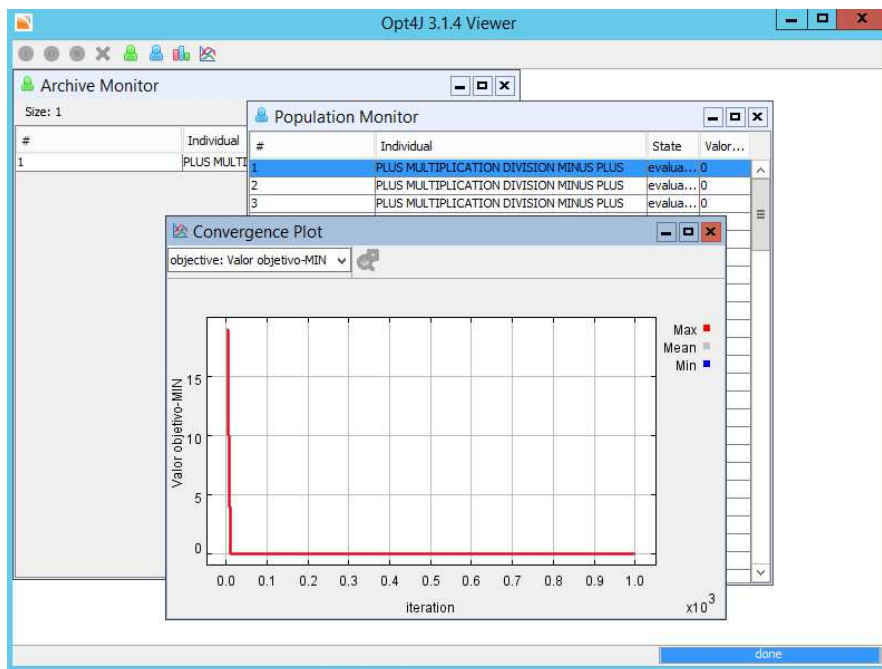 Opt4J 3.1.4 Viewer
Archive Monitor
Size: 1
# Individual
1 PLUS MULTI
Population Monitor
# Individual State Valor...
1 PLUS MULTIPLICATION DIVISION MINUS PLUS evalua... 0
2 PLUS MULTIPLICATION DIVISION MINUS PLUS evalua... 0
3 PLUS MULTIPLICATION DIVISION MINUS PLUS evalua... 0
Convergence Plot
objective: Valor objetivo-MIN
Max
Mean
Min
Valor objetivo-MIN
15
10
5
0
0.0 0.1 0.2 0.3 0.4 0.5 0.6 0.7 0.8 0.9 1.0
iteration
x10^3
done